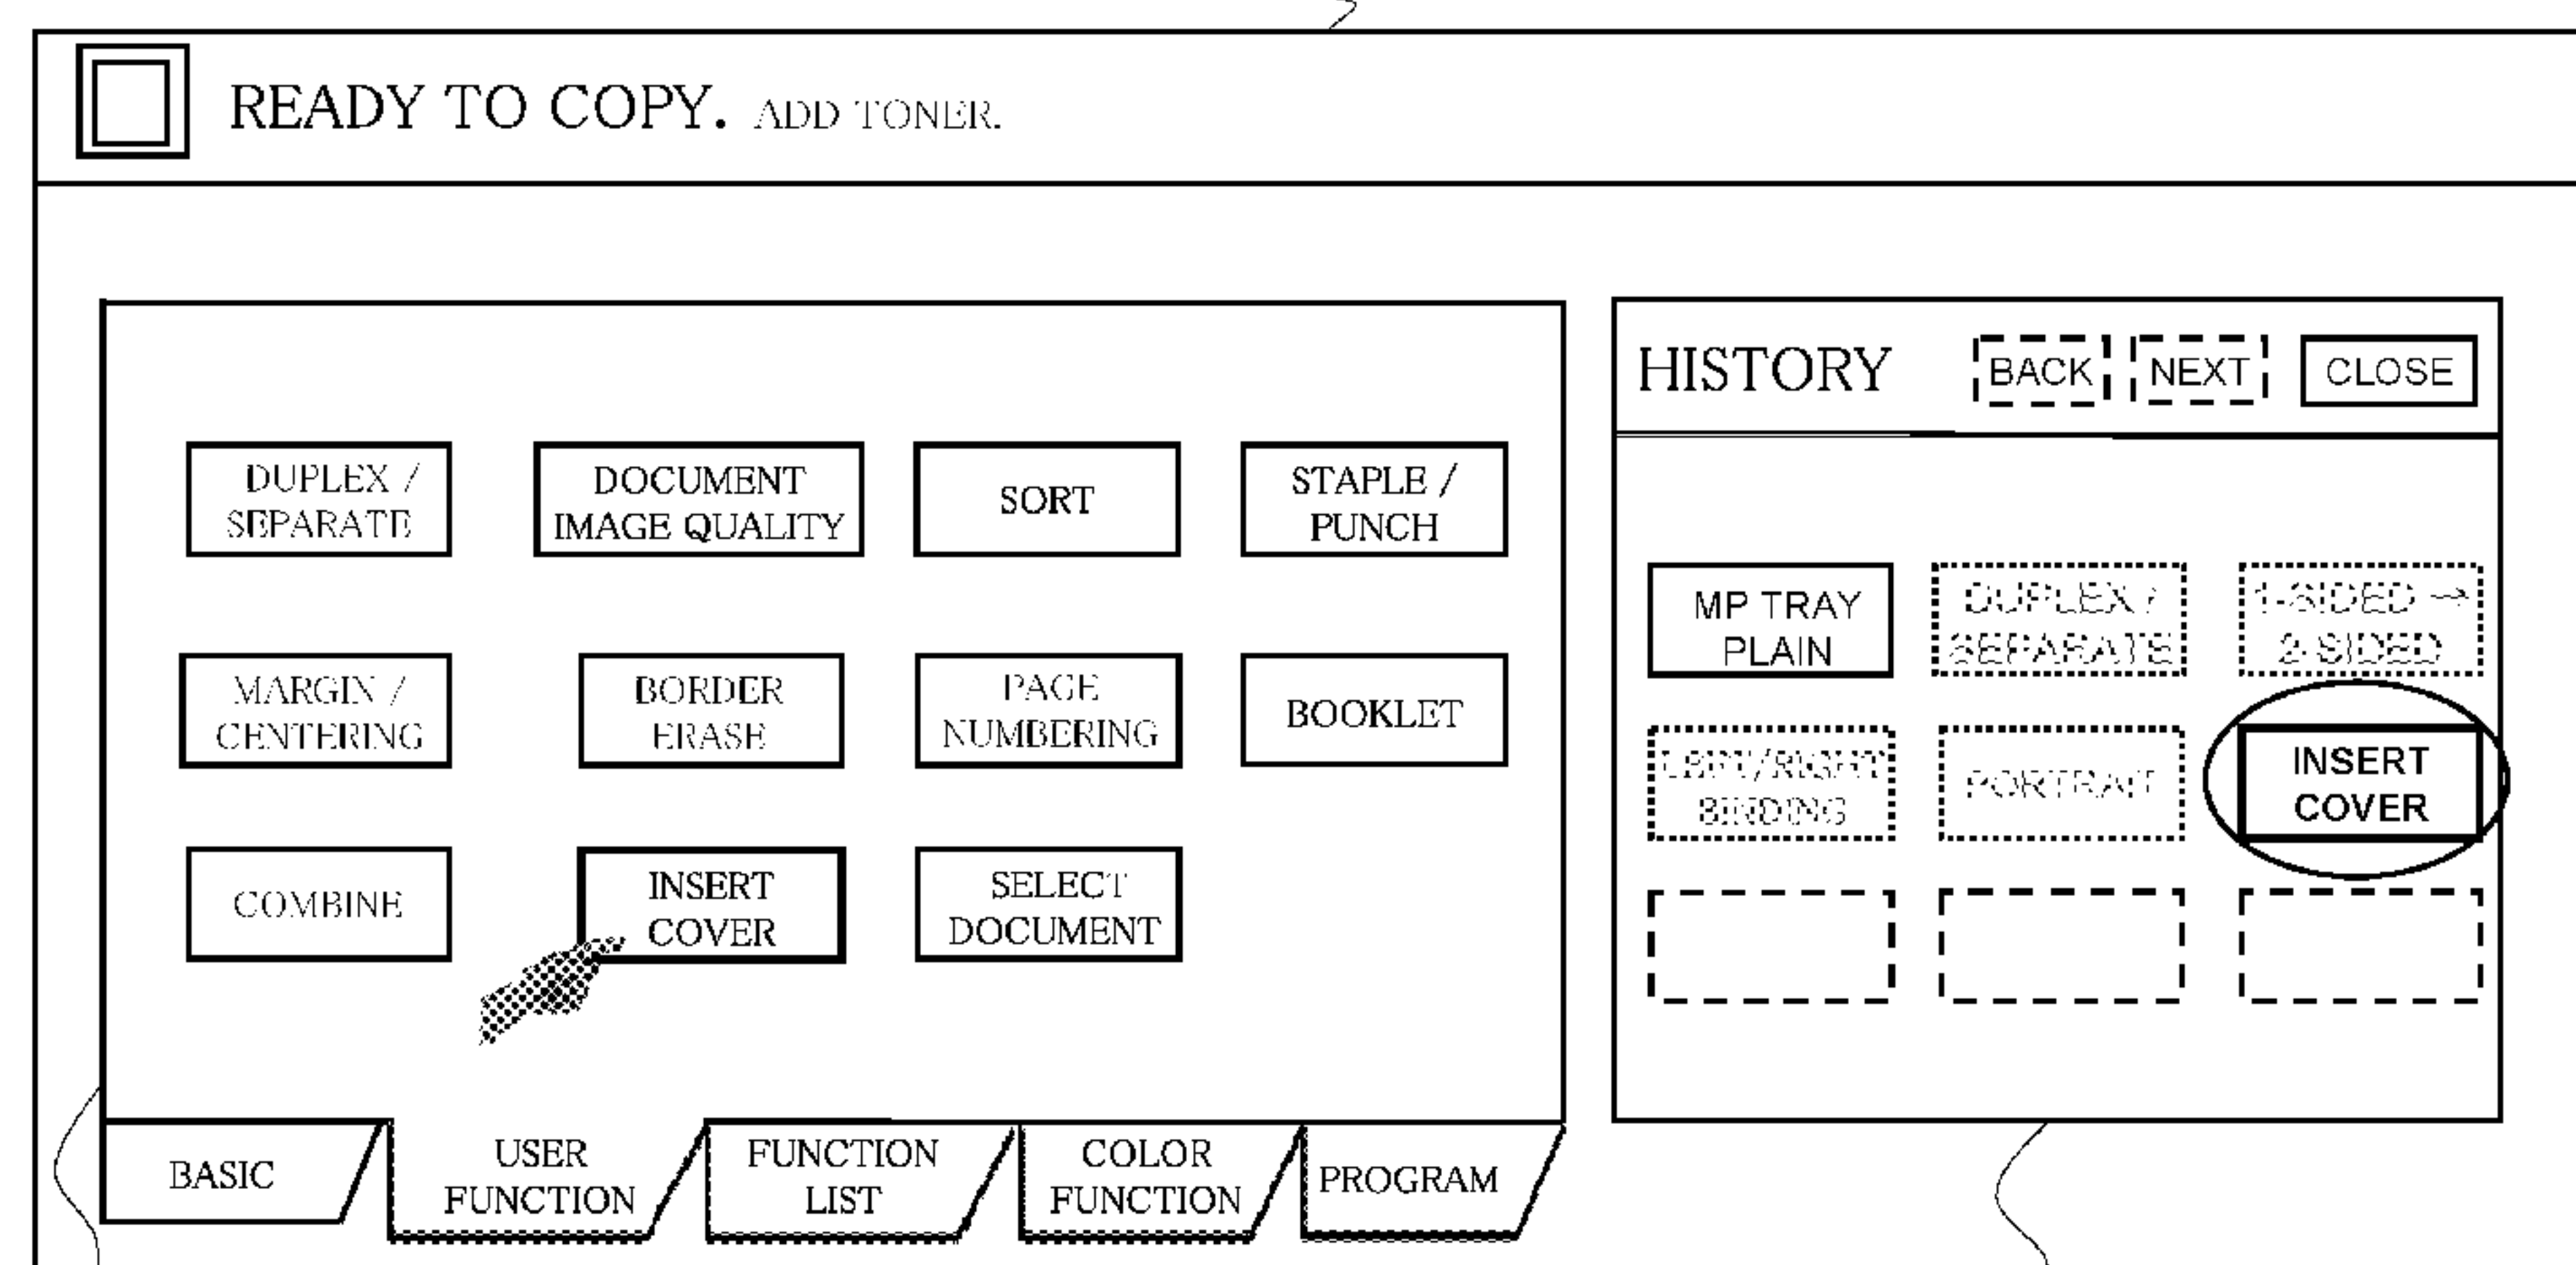 READY TO COPY. ADD TONER.
DUPLEX /
SEPARATE
DOCUMENT
IMAGE QUALITY
SORT
STAPLE /
PUNCH
MARGIN /
CENTERING
BORDER
ERASE
PAGE
NUMBERING
BOOKLET
COMBINE
INSERT
COVER
SELECT
DOCUMENT
BASIC
USER
FUNCTION
FUNCTION
LIST
COLOR
FUNCTION
PROGRAM
HISTORY
BACK
NEXT
CLOSE
MP TRAY
PLAIN
DUPLEX /
SEPARATE
1-SIDED →
2-SIDED
LEFT/RIGHT
BINDING
PORTRAIT
INSERT
COVER